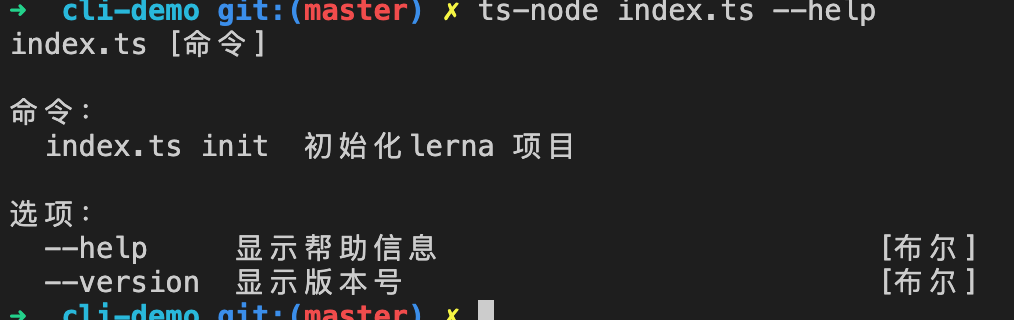 ➜  cli-demo git:(master) ✗ ts-node index.ts --help
index.ts [命令]
命令：
  index.ts init  初始化lerna 项目
选项：
  --help     显示帮助信息                          [布尔]
  --version  显示版本号                            [布尔]
➜  cli-demo git:(master) ✗